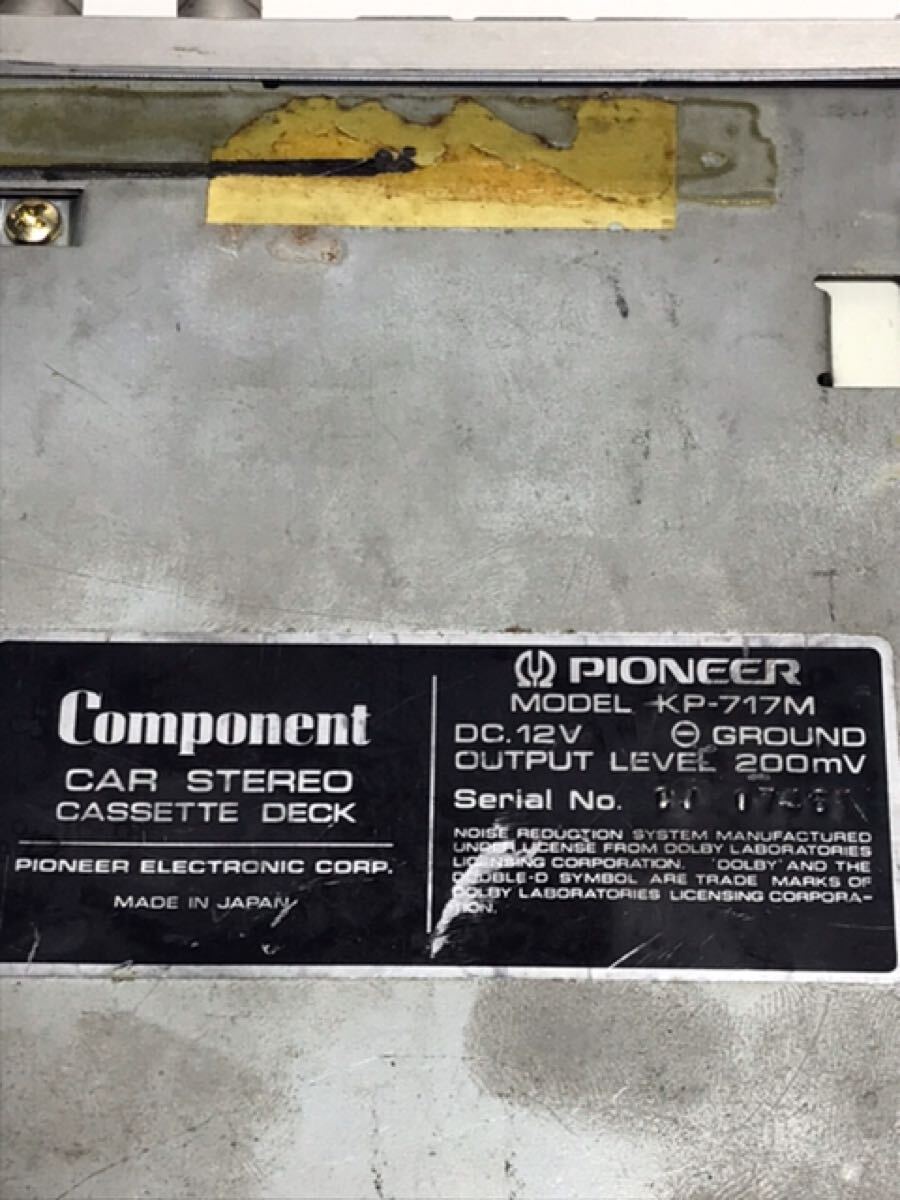 Component
CAR STEREO
CASSETTE DECK
PIONEER ELECTRONIC CORP.
MADE IN JAPAN
PIONEER
MODEL KP-717M
DC.12V ⊖ GROUND
OUTPUT LEVEL 200mV
Serial No.
NOISE REDUCTION SYSTEM MANUFACTURED
UNDER LICENSE FROM DOLBY LABORATORIES
LICENSING CORPORATION. 'DOLBY' AND THE
DOUBLE-D SYMBOL ARE TRADE MARKS OF
DOLBY LABORATORIES LICENSING CORPORA-
TION.